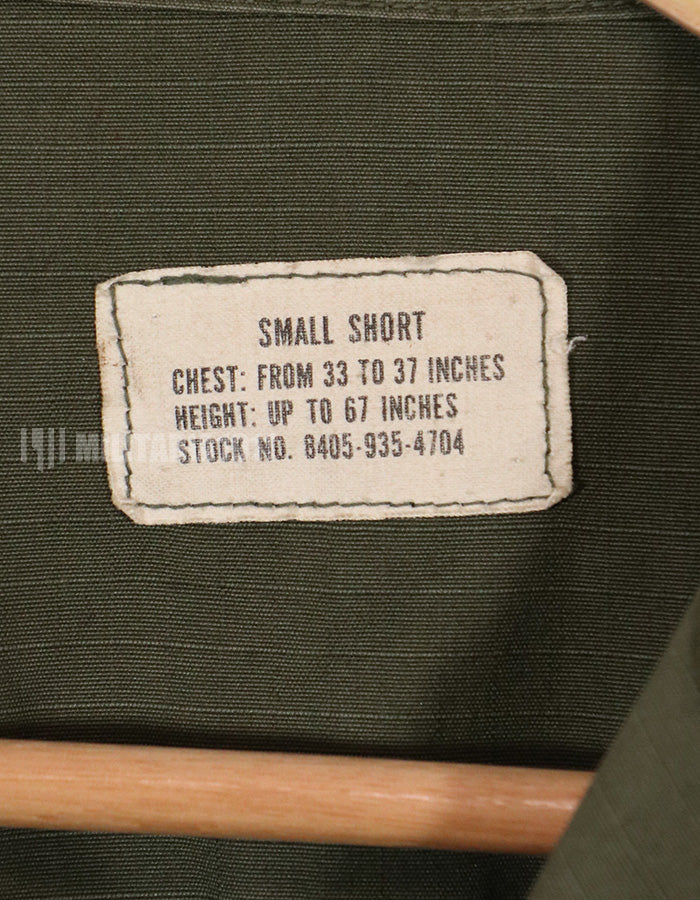 SMALL SHORT
CHEST: FROM 33 TO 37 INCHES
HEIGHT: UP TO 67 INCHES
STOCK NO. 8405-935-4704